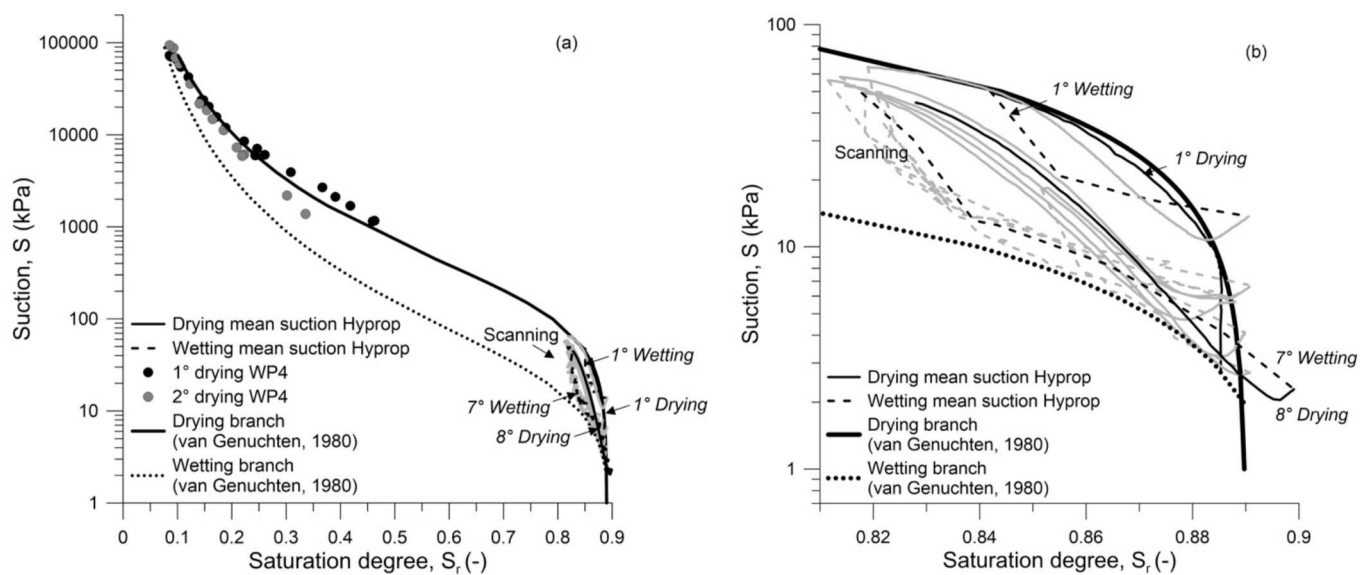 (a)
Suction, S (kPa)
100000
10000
1000
100
10
1
Scanning
1° Wetting
7° Wetting
1° Drying
8° Drying
Drying mean suction Hyprop
Wetting mean suction Hyprop
1° drying WP4
2° drying WP4
Drying branch
(van Genuchten, 1980)
Wetting branch
(van Genuchten, 1980)
0 0.1 0.2 0.3 0.4 0.5 0.6 0.7 0.8 0.9 1
Saturation degree, Sr (-)
(b)
Suction, S (kPa)
100
10
1
1° Wetting
Scanning
1° Drying
7° Wetting
8° Drying
Drying mean suction Hyprop
Wetting mean suction Hyprop
Drying branch
(van Genuchten, 1980)
Wetting branch
(van Genuchten, 1980)
0.82 0.84 0.86 0.88 0.9
Saturation degree, Sr (-)